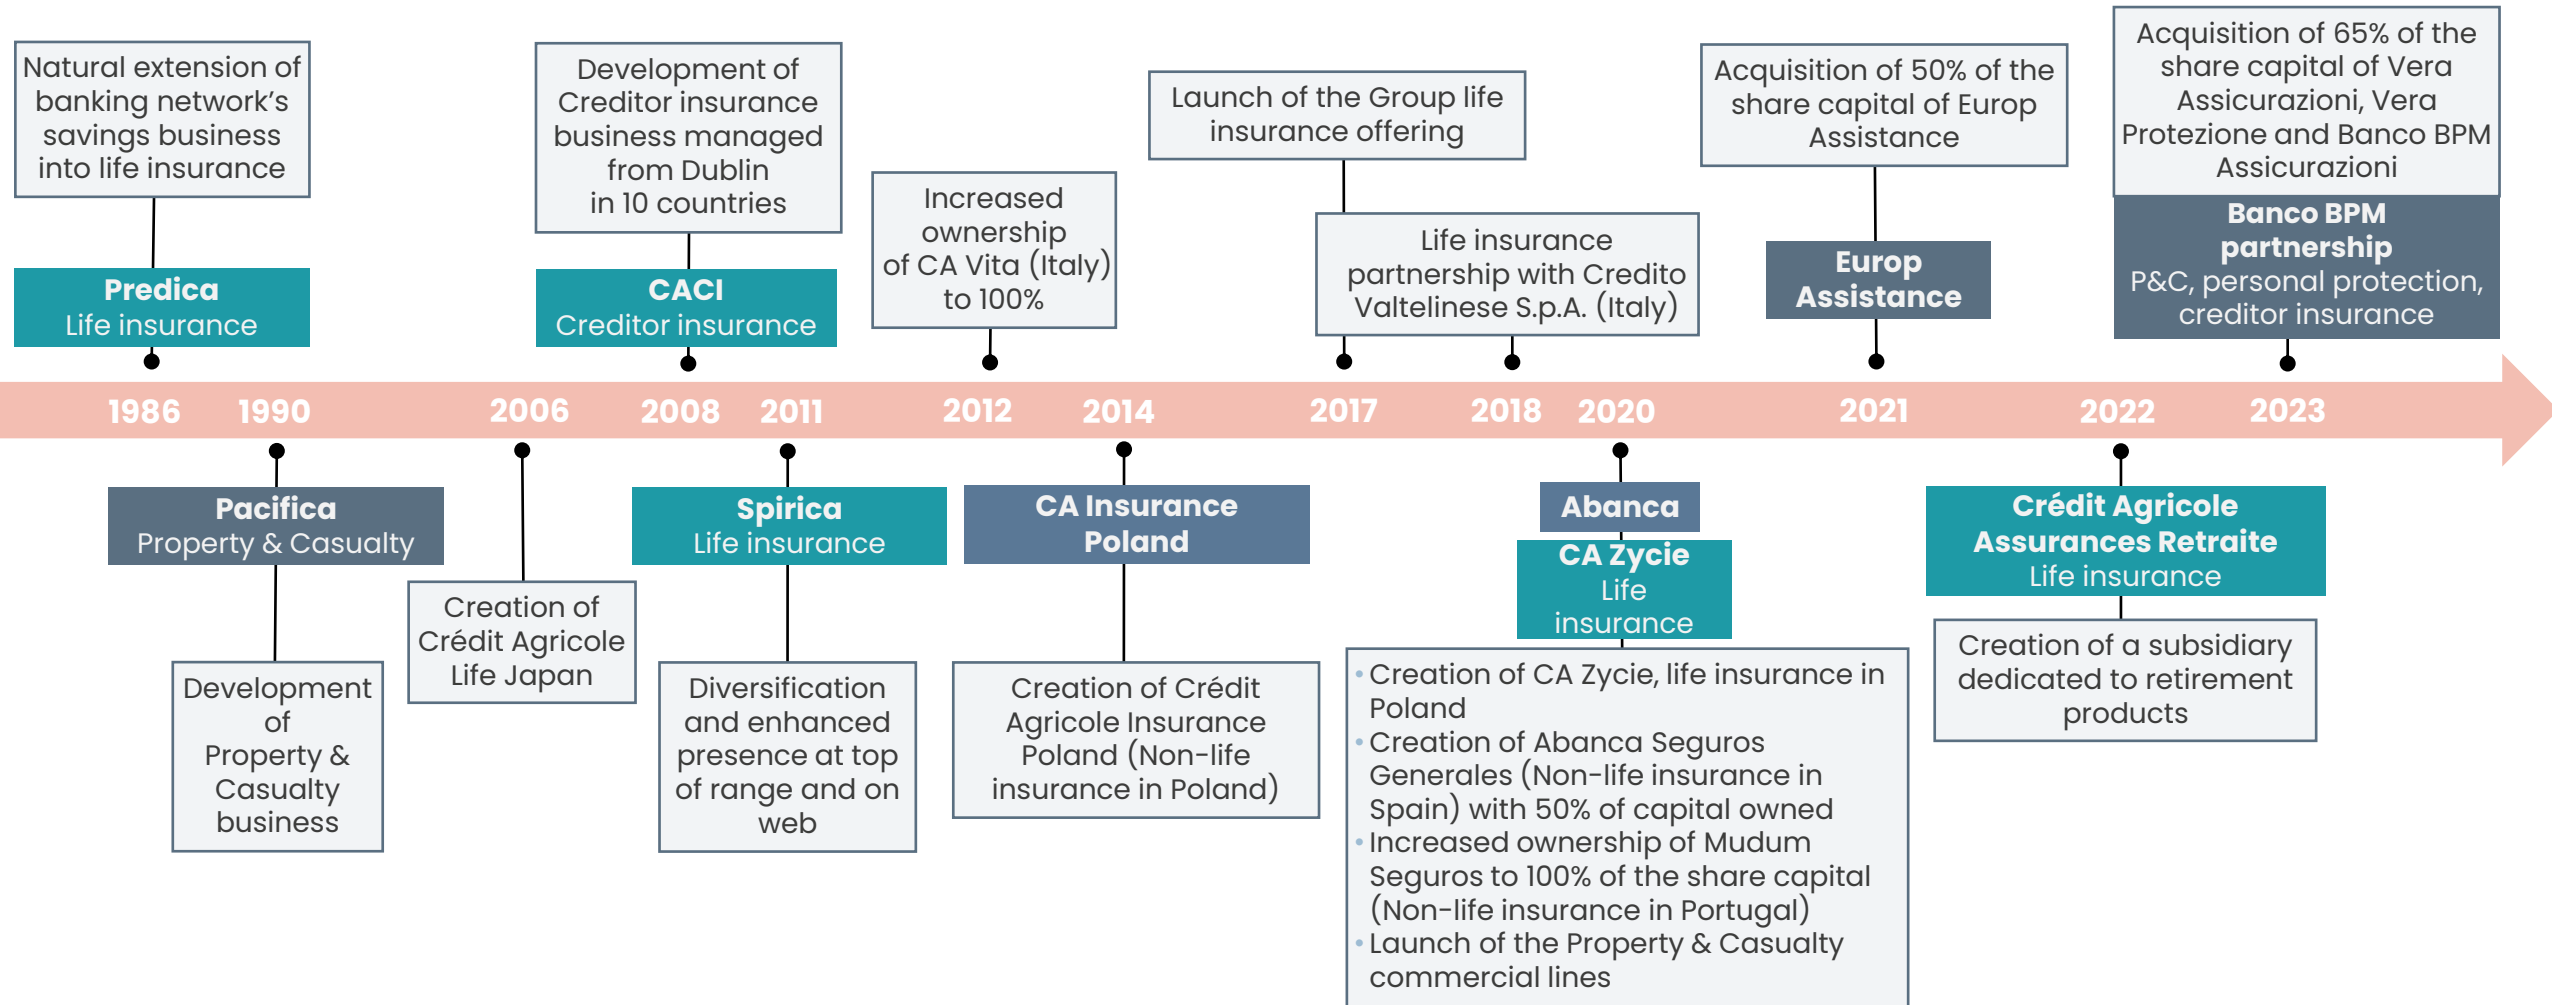 Natural extension of
banking network's
savings business
into life insurance
Predica
Life insurance
Development of
Creditor insurance
business managed
from Dublin
in 10 countries
CACI
Creditor insurance
Increased
ownership
of CA Vita (Italy)
to 100%
Launch of the Group life
insurance offering
Life insurance
partnership with Credito
Valtelinese S.p.A. (Italy)
Acquisition of 50% of the
share capital of Europ
Assistance
Europ
Assistance
Acquisition of 65% of the
share capital of Vera
Assicurazioni, Vera
Protezione and Banco BPM
Assicurazioni
Banco BPM
partnership
P&C, personal protection,
creditor insurance
1986 1990 2006 2008 2011 2012 2014 2017 2018 2020 2021 2022 2023
Pacifica
Property & Casualty
Development
of
Property &
Casualty
business
Creation of
Crédit Agricole
Life Japan
Spirica
Life insurance
Diversification
and enhanced
presence at top
of range and on
web
CA Insurance
Poland
Creation of Crédit
Agricole Insurance
Poland (Non-life
insurance in Poland)
Abanca
CA Zycie
Life
insurance
• Creation of CA Zycie, life insurance in
Poland
• Creation of Abanca Seguros
Generales (Non-life insurance in
Spain) with 50% of capital owned
• Increased ownership of Mudum
Seguros to 100% of the share capital
(Non-life insurance in Portugal)
• Launch of the Property & Casualty
commercial lines
Crédit Agricole
Assurances Retraite
Life insurance
Creation of a subsidiary
dedicated to retirement
products